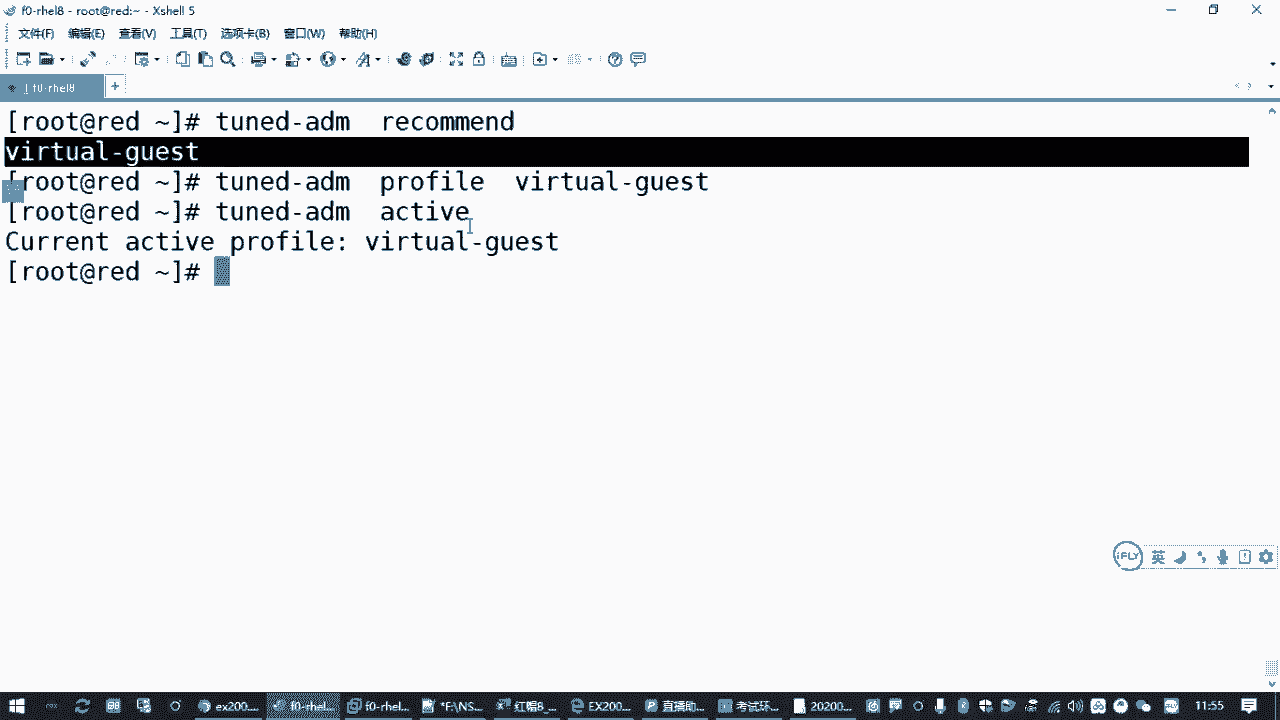 f0-rhel8 - root@red:~ - Xshell 5
文件(F) 编辑(E) 查看(V) 工具(T) 选项卡(B) 窗口(W) 帮助(H)
1 f0-rhel8
[root@red ~]# tuned-adm  recommend
virtual-guest
[root@red ~]# tuned-adm  profile  virtual-guest
[root@red ~]# tuned-adm  active
Current active profile: virtual-guest
[root@red ~]#
iFLY 英
ex200... f0-rhel... f0-rhel... *F:\NS... 红帽8_... EX200... 直播助... 考试环... 20200... 11:55